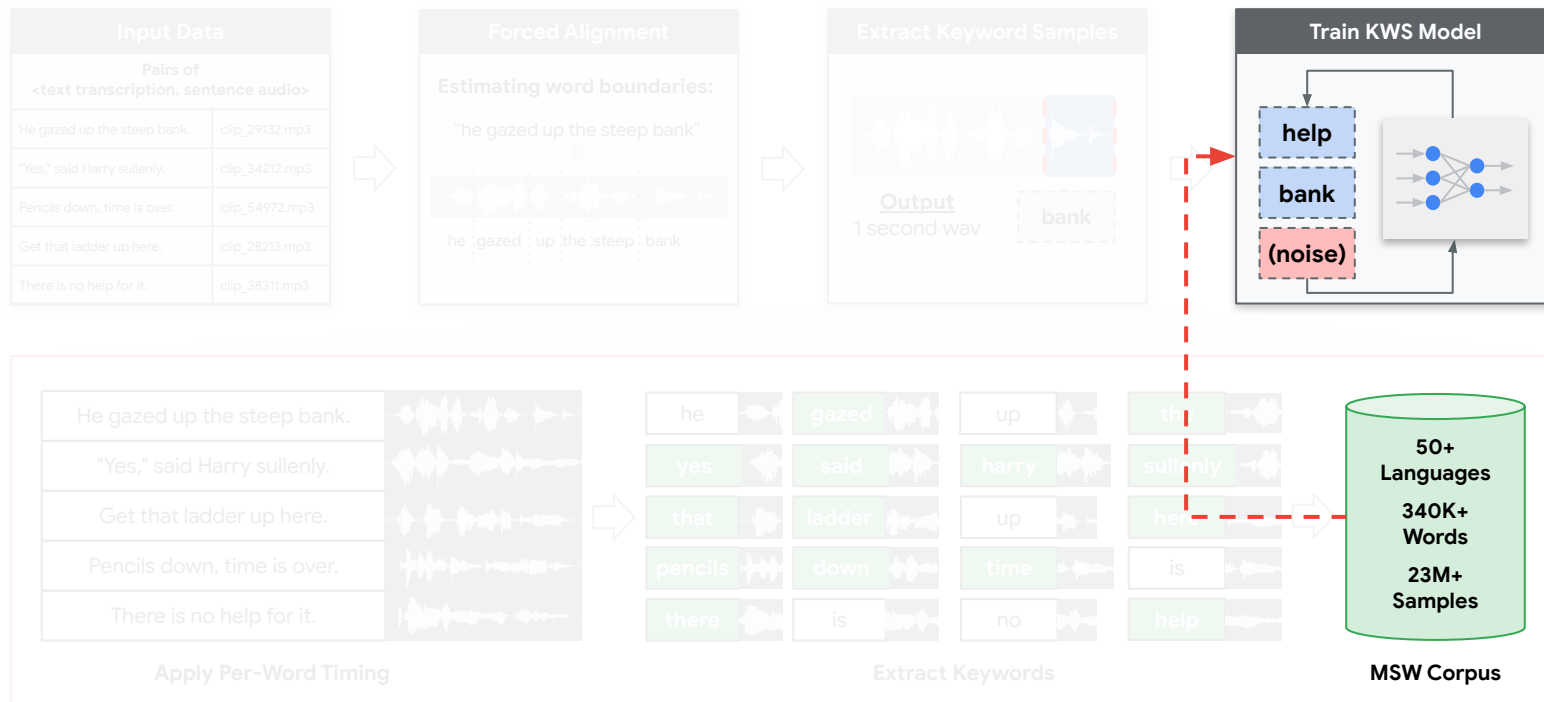 Input Data
Pairs of
<text transcription, sentence audio>
He gazed up the steep bank.
clip_29132.mp3
"Yes," said Harry sullenly.
clip_34212.mp3
Pencils down, time is over.
clip_54972.mp3
Get that ladder up here.
clip_28213.mp3
There is no help for it.
clip_38311.mp3
Forced Alignment
Estimating word boundaries:
"he gazed up the steep bank"
he gazed up the steep bank
Extract Keyword Samples
Output
1 second wav
bank
Train KWS Model
help
bank
(noise)
He gazed up the steep bank.
"Yes," said Harry sullenly.
Get that ladder up here.
Pencils down, time is over.
There is no help for it.
Apply Per-Word Timing
he gazed up the
yes said harry sullenly
that ladder up here
pencils down time is
there is no help
Extract Keywords
50+
Languages
340K+
Words
23M+
Samples
MSW Corpus